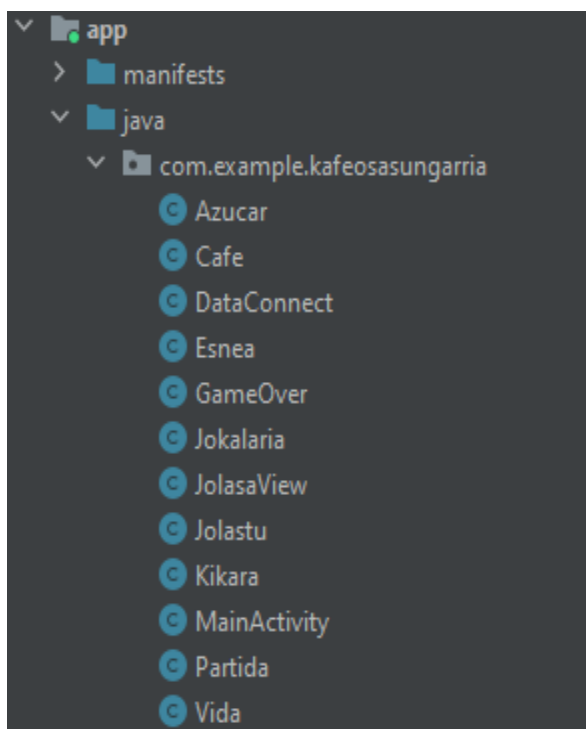 app
manifests
java
com.example.kafeosasungarria
Azucar
Cafe
DataConnect
Esnea
GameOver
Jokalaria
JolasaView
Jolastu
Kikara
MainActivity
Partida
Vida